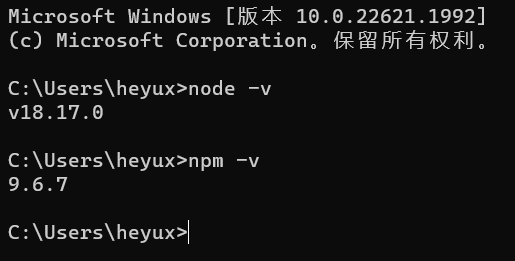 Microsoft Windows [版本 10.0.22621.1992]
(c) Microsoft Corporation。保留所有权利。
C:\Users\heyux>node -v
v18.17.0
C:\Users\heyux>npm -v
9.6.7
C:\Users\heyux>